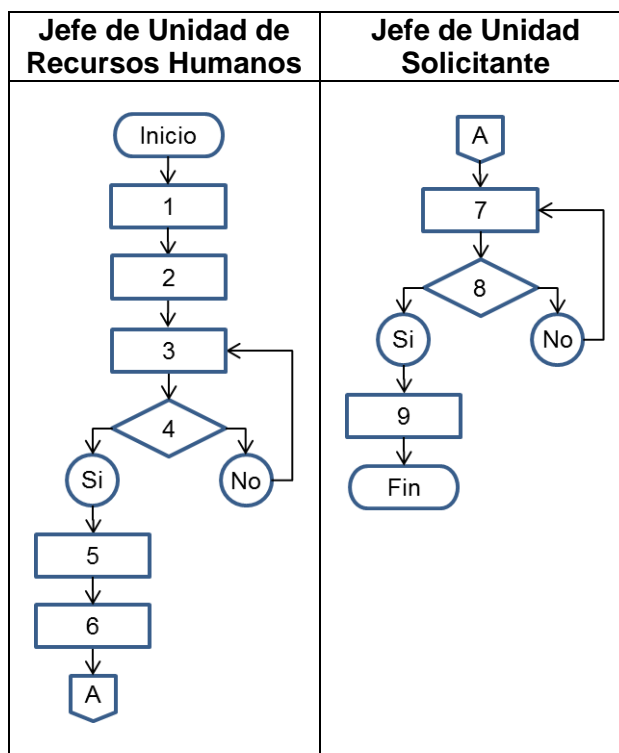 Jefe de Unidad de
Recursos Humanos
Inicio
1
2
3
4
Si
No
5
6
A
Jefe de Unidad
Solicitante
A
7
8
Si
No
9
Fin